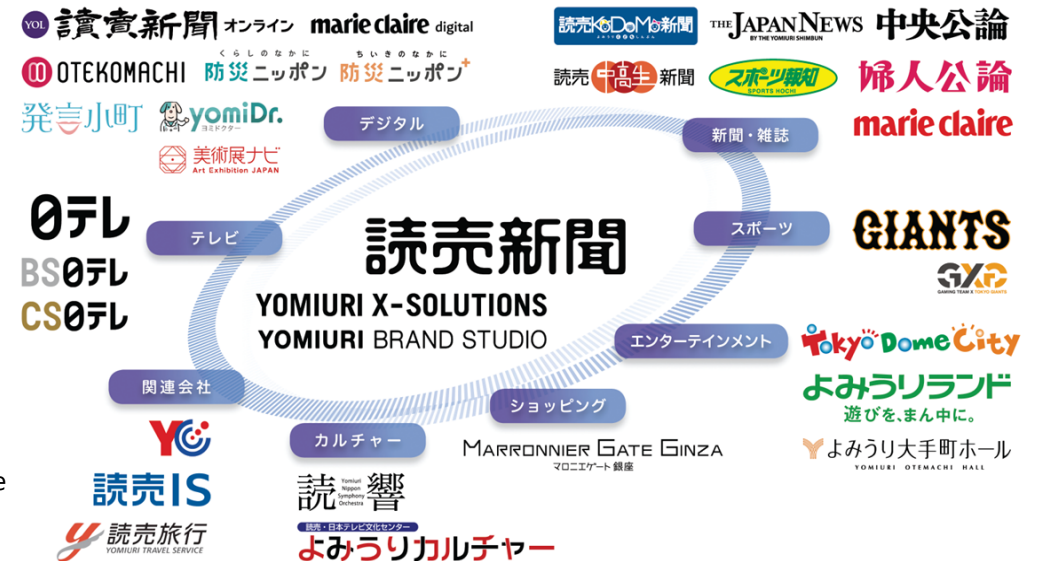 YOL 讀賣新聞 オンライン
marie claire digital
OTEKOMACHI
くらしのなかに
防災ニッポン
ちいきのなかに
防災ニッポン+
発言小町
yomiDr.
ヨミドクター
美術展ナビ
Art Exhibition JAPAN
デジタル
読売KoDoMo新聞
THE JAPAN NEWS
BY THE YOMIURI SHIMBUN
中央公論
読売中高生新聞
スポーツ報知
SPORTS HOCHI
婦人公論
marie claire
新聞・雑誌
日テレ
BS日テレ
CS日テレ
テレビ
読売新聞
YOMIURI X-SOLUTIONS
YOMIURI BRAND STUDIO
スポーツ
GIANTS
GXG
GAMING TEAM X TOKYO GIANTS
エンターテインメント
Tokyo Dome City
よみうりランド
遊びを、まん中に。
よみうり大手町ホール
YOMIURI OTEMACHI HALL
関連会社
YC
読売IS
読売旅行
YOMIURI TRAVEL SERVICE
カルチャー
読響
Yomiuri
Nippon
Symphony
Orchestra
読売・日本テレビ文化センター
よみうりカルチャー
ショッピング
MARRONNIER GATE GINZA
マロニエゲート 銀座
e